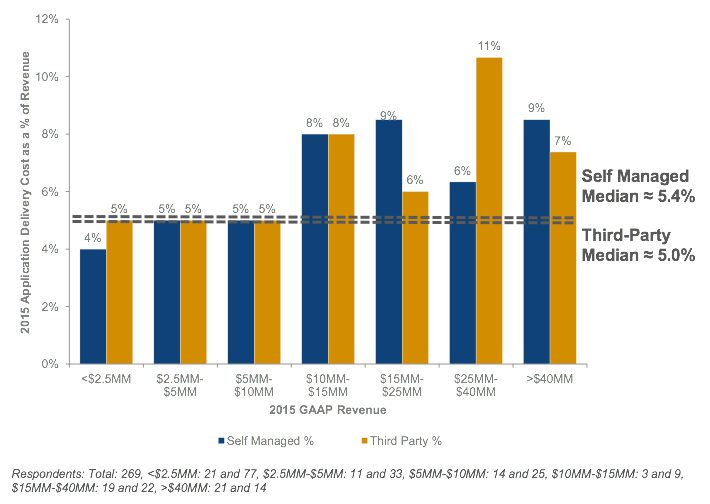 12%
10%
8%
6%
4%
2%
0%
2015 Application Delivery Cost as a % of Revenue
4% 5%
5% 5%
5% 5%
8% 8%
9% 6%
6% 11%
9% 7%
Self Managed
Median ≈ 5.4%
Third-Party
Median ≈ 5.0%
<$2.5MM
$2.5MM-
$5MM
$5MM-
$10MM
$10MM-
$15MM
$15MM-
$25MM
$25MM-
$40MM
>$40MM
2015 GAAP Revenue
Self Managed % Third Party %
Respondents: Total: 269, <$2.5MM: 21 and 77, $2.5MM-$5MM: 11 and 33, $5MM-$10MM: 14 and 25, $10MM-$15MM: 3 and 9,
$15MM-$40MM: 19 and 22, >$40MM: 21 and 14